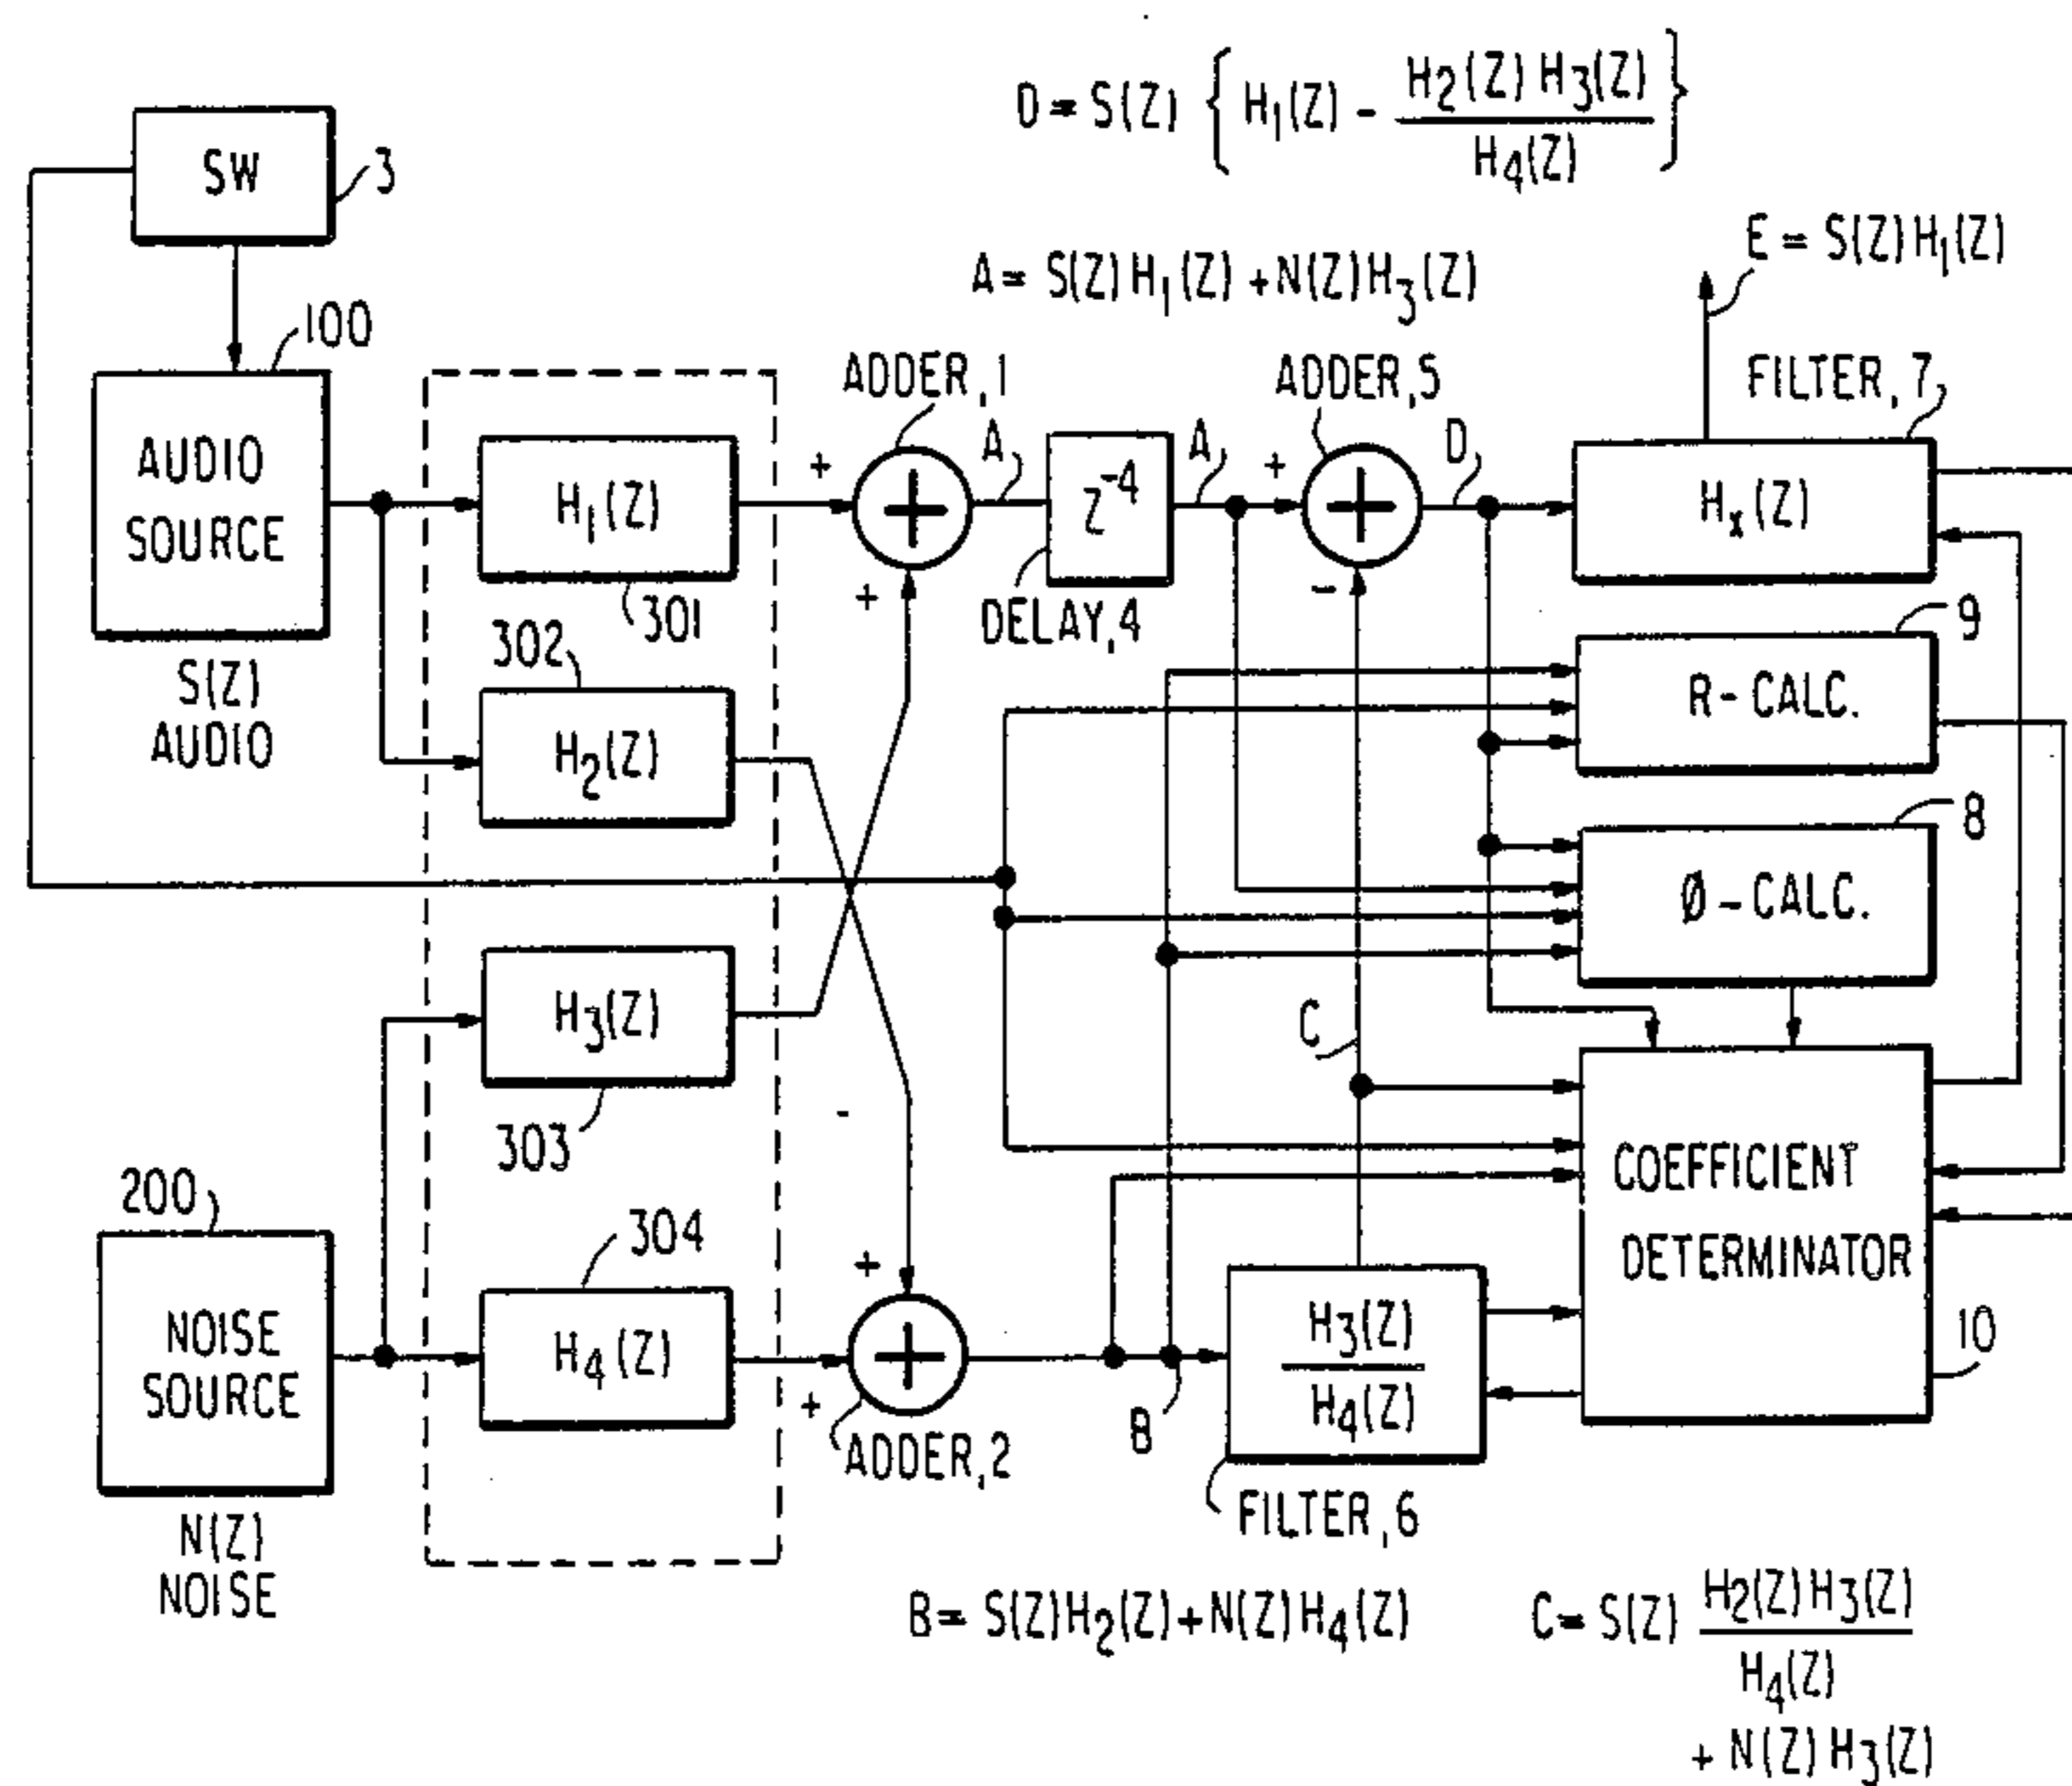 D = S(Z) { H1(Z) - H2(Z) H3(Z) / H4(Z) }
SW
3
E = S(Z) H1(Z)
A = S(Z) H1(Z) + N(Z) H3(Z)
100
ADDER, 1
ADDER, 5
FILTER, 7
AUDIO
SOURCE
S(Z)
AUDIO
H1(Z)
301
+
+
A
Z-4
DELAY, 4
A
+
-
D
Hx(Z)
302
H2(Z)
9
R - CALC.
8
Ø - CALC.
H3(Z)
303
-
C
COEFFICIENT
DETERMINATOR
10
200
NOISE
SOURCE
N(Z)
NOISE
304
H4(Z)
+
+
ADDER, 2
B
H3(Z)
H4(Z)
FILTER, 6
B = S(Z) H2(Z) + N(Z) H4(Z)
C = S(Z) H2(Z) H3(Z) / H4(Z)
+ N(Z) H3(Z)